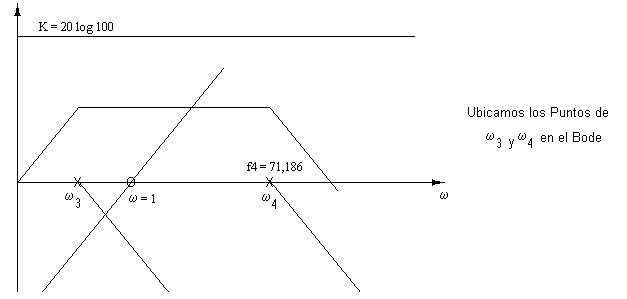 K = 20 log 100
Ubicamos los Puntos de
ω3 y ω4 en el Bode
f4 = 71,186
ω3
ω = 1
ω4
ω